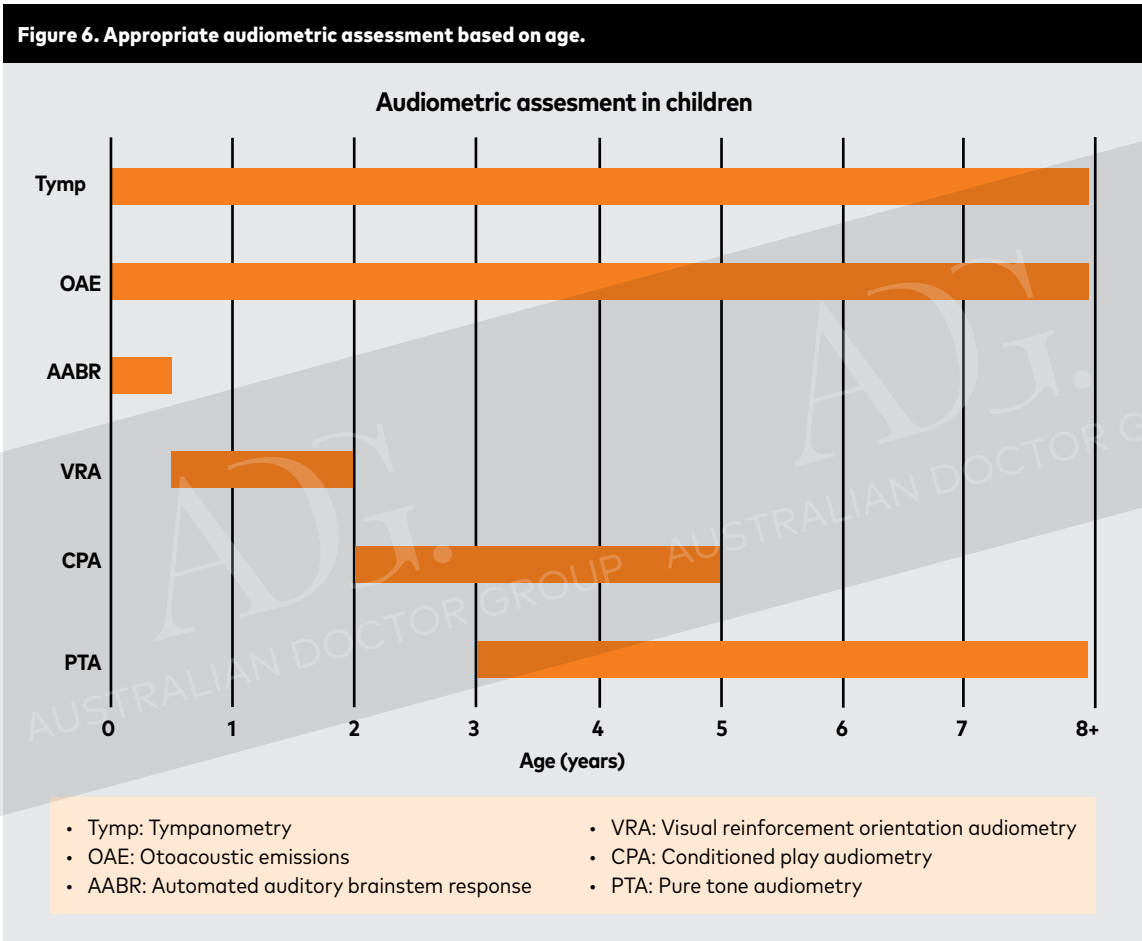 Figure 6. Appropriate audiometric assessment based on age.
Audiometric assesment in children
Tymp
OAE
AABR
VRA
CPA
PTA
0 1 2 3 4 5 6 7 8+
Age (years)
• Tymp: Tympanometry
• OAE: Otoacoustic emissions
• AABR: Automated auditory brainstem response
• VRA: Visual reinforcement orientation audiometry
• CPA: Conditioned play audiometry
• PTA: Pure tone audiometry
ADG.
AUSTRALIAN DOCTOR GROUP
ADG.
AUSTRALIAN DOCTOR G